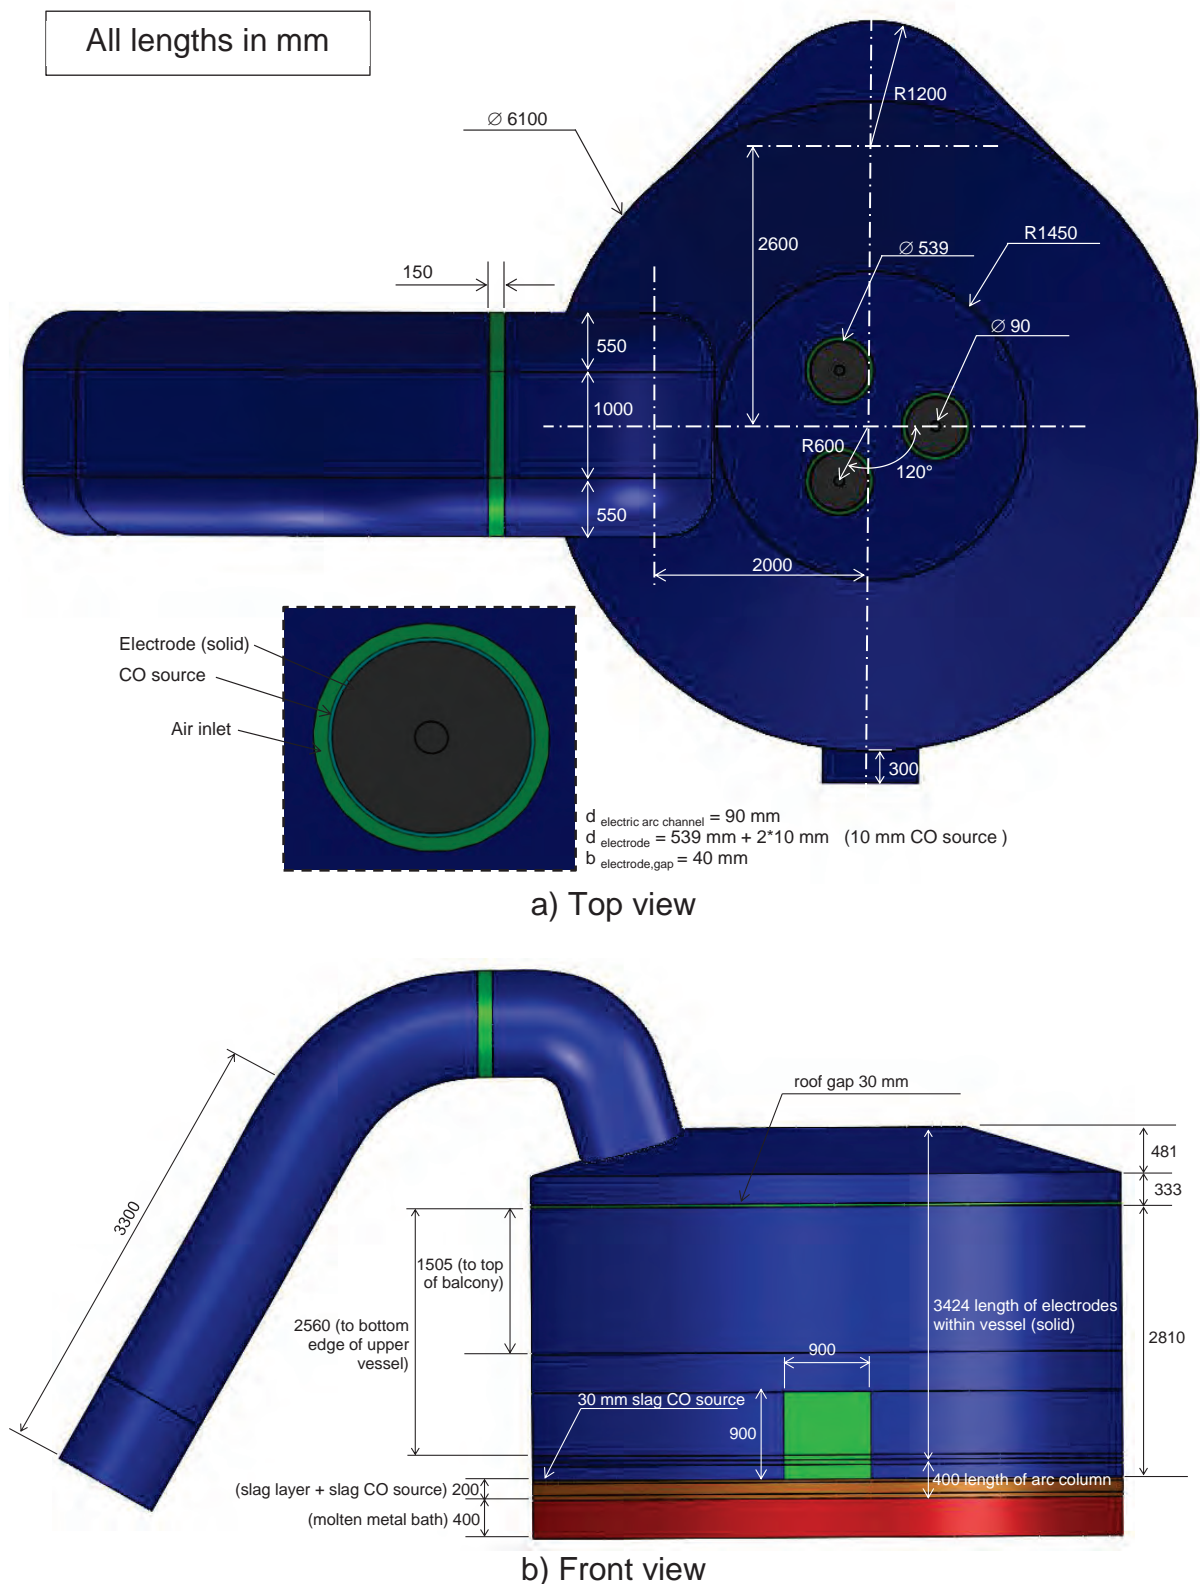 All lengths in mm
R1200
∅ 6100
2600
R1450
∅ 539
150
∅ 90
550
1000
R600
120°
550
2000
Electrode (solid)
CO source
Air inlet
300
d electric arc channel = 90 mm
d electrode = 539 mm + 2*10 mm (10 mm CO source )
b electrode,gap = 40 mm
a) Top view
roof gap 30 mm
481
333
3300
1505 (to top
of balcony)
2560 (to bottom
edge of upper
vessel)
3424 length of electrodes
within vessel (solid)
2810
900
30 mm slag CO source
900
400 length of arc column
(slag layer + slag CO source) 200
(molten metal bath) 400
b) Front view